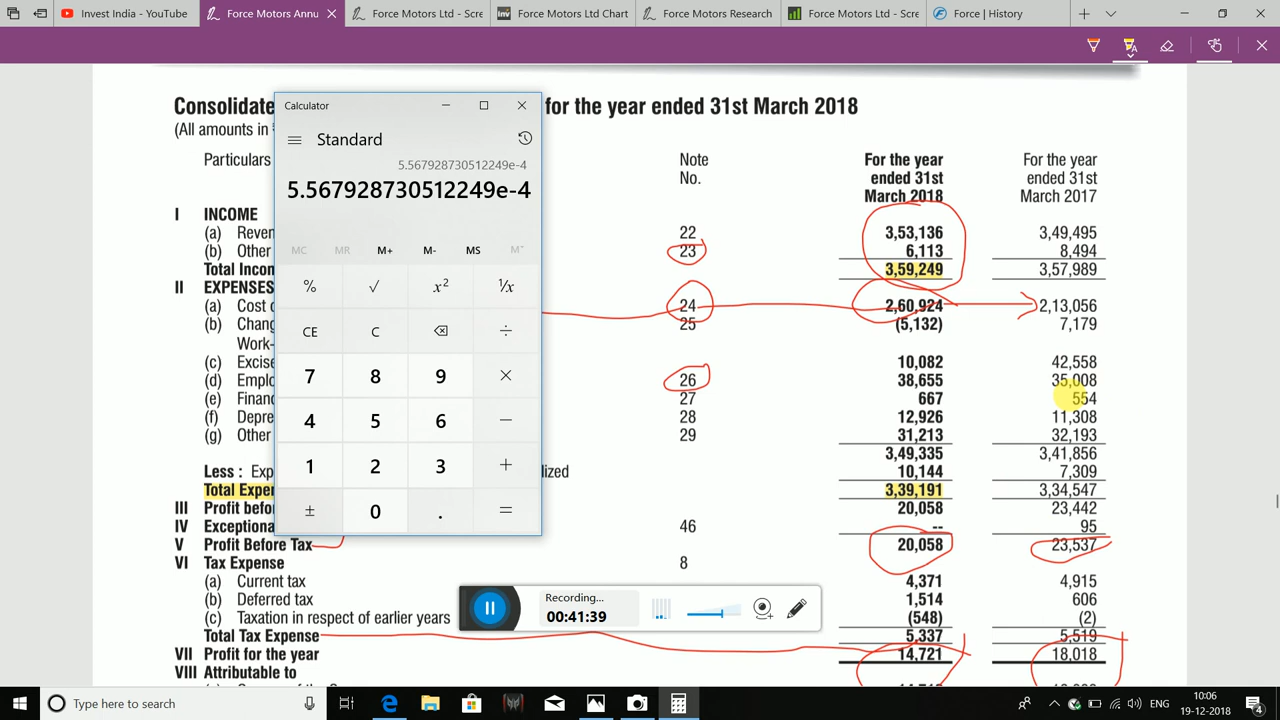 Invest India - YouTube
Force Motors Annu
Force Motors Ltd - Scre
Force Motors Ltd Chart
Force Motors Research
Force Motors Ltd - Scre
Force | History
Consolidate for the year ended 31st March 2018
(All amounts in
Particulars Note No. For the year ended 31st March 2018 For the year ended 31st March 2017
I INCOME
(a) Reven 22 3,53,136 3,49,495
(b) Other 23 6,113 8,494
Total Incom 3,59,249 3,57,989
II EXPENSES
(a) Cost o 24 2,60,924 2,13,056
(b) Chang 25 (5,132) 7,179
Work-
(c) Excise 10,082 42,558
(d) Emplo 26 38,655 35,008
(e) Financ 27 667 554
(f) Depre 28 12,926 11,308
(g) Other 29 31,213 32,193
3,49,335 3,41,856
Less : Exp lized 10,144 7,309
Total Exper 3,39,191 3,34,547
III Profit befor 20,058 23,442
IV Exceptiona 46 -- 95
V Profit Before Tax 20,058 23,537
VI Tax Expense 8
(a) Current tax 4,371 4,915
(b) Deferred tax 1,514 606
(c) Taxation in respect of earlier years (548) (2)
Total Tax Expense 5,337 5,519
VII Profit for the year 14,721 18,018
VIII Attributable to
Calculator
Standard
5.567928730512249e-4
5.567928730512249e-4
MC MR M+ M- MS M˅
% √ x² ¹/x
CE C ⌫ ÷
7 8 9 ×
4 5 6 −
1 2 3 +
± 0 . =
Recording...
00:41:39
Type here to search
ENG
10:06
19-12-2018